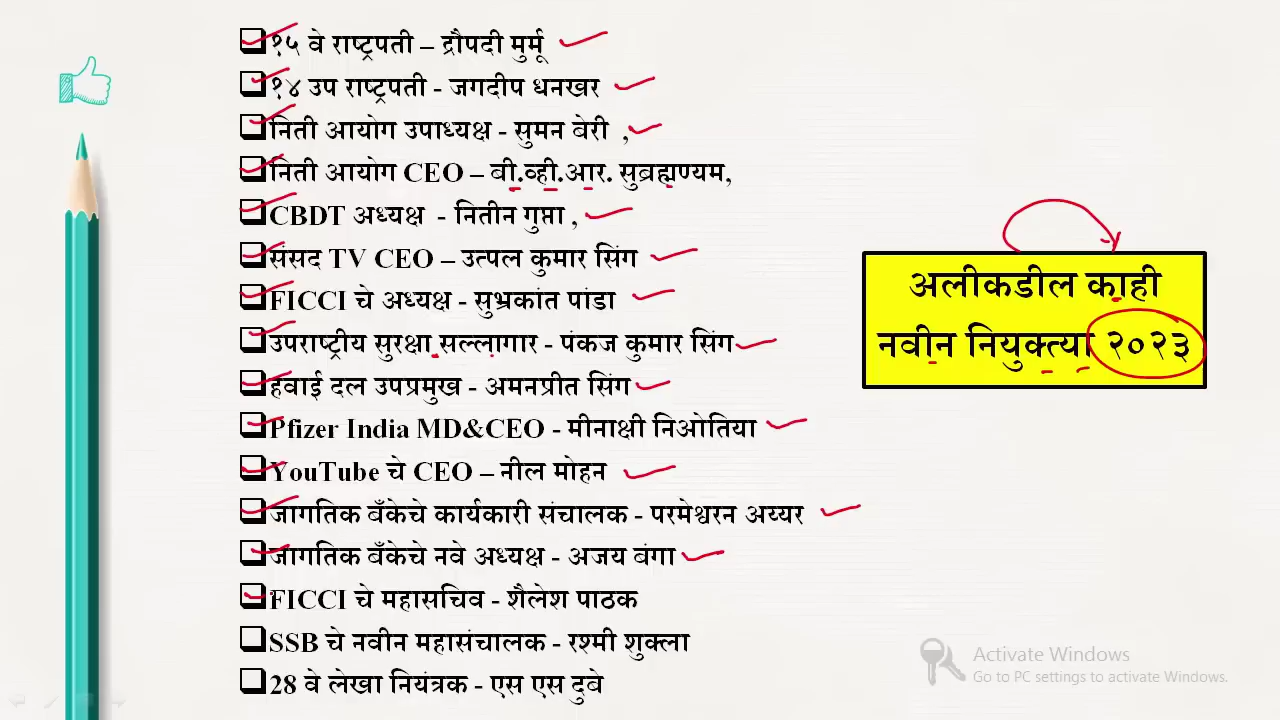 १५ वे राष्ट्रपती – द्रौपदी मुर्मू
१४ उप राष्ट्रपती - जगदीप धनखर
निती आयोग उपाध्यक्ष - सुमन बेरी ,
निती आयोग CEO – बी.व्ही.आर. सुब्रह्मण्यम,
CBDT अध्यक्ष - नितीन गुप्ता ,
संसद TV CEO – उत्पल कुमार सिंग
FICCI चे अध्यक्ष - सुभ्रकांत पांडा
उपराष्ट्रीय सुरक्षा सल्लागार - पंकज कुमार सिंग
हवाई दल उपप्रमुख - अमनप्रीत सिंग
Pfizer India MD&CEO - मीनाक्षी निओतिया
YouTube चे CEO – नील मोहन
जागतिक बँकेचे कार्यकारी संचालक - परमेश्वरन अय्यर
जागतिक बँकेचे नवे अध्यक्ष - अजय बंगा
FICCI चे महासचिव - शैलेश पाठक
SSB चे नवीन महासंचालक - रश्मी शुक्ला
28 वे लेखा नियंत्रक - एस एस दुबे
अलीकडील काही
नवीन नियुक्त्या २०२३
Activate Windows
Go to PC settings to activate Windows.